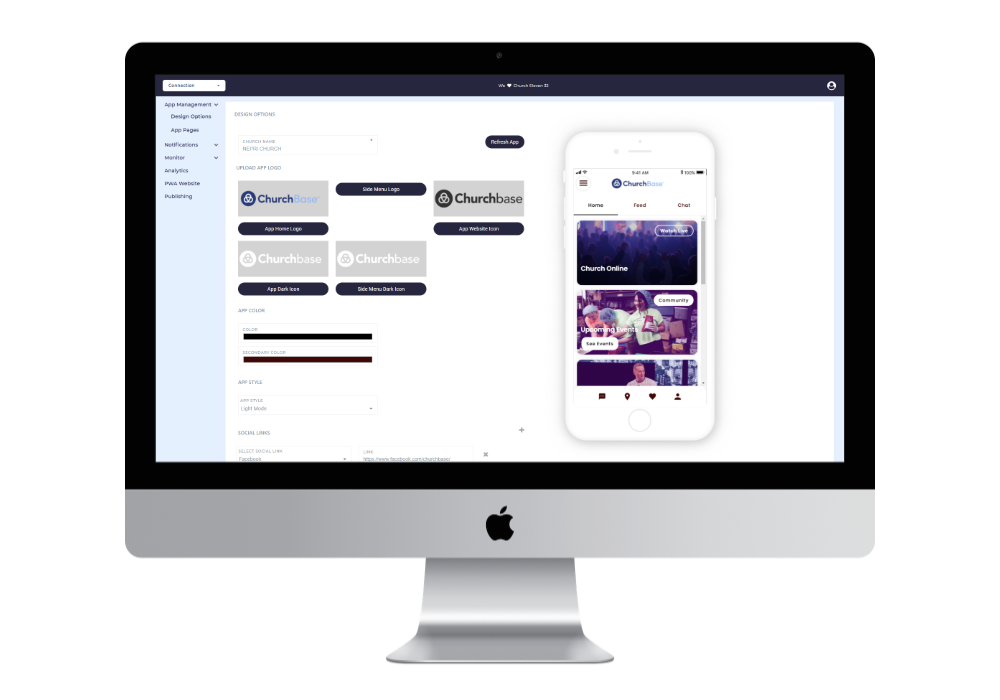 Connection
We ♥ Church Eleven 32
App Management
Design Options
App Pages
Notifications
Monitor
Analytics
PWA Website
Publishing
DESIGN OPTIONS
CHURCH NAME *
NEPRI CHURCH
Refresh App
UPLOAD APP LOGO
ChurchBase
Side Menu Logo
Churchbase
App Home Logo
App Website Icon
Churchbase
Churchbase
App Dark Icon
Side Menu Dark Icon
APP COLOR
COLOR
SECONDARY COLOR
APP STYLE
APP STYLE
Light Mode
SOCIAL LINKS
+
SELECT SOCIAL LINK
Facebook
LINK
https://www.facebook.com/churchbase/
9:41 AM
100%
ChurchBase
Home
Feed
Chat
Watch Live
Church Online
Community
Upcoming Events
See Events